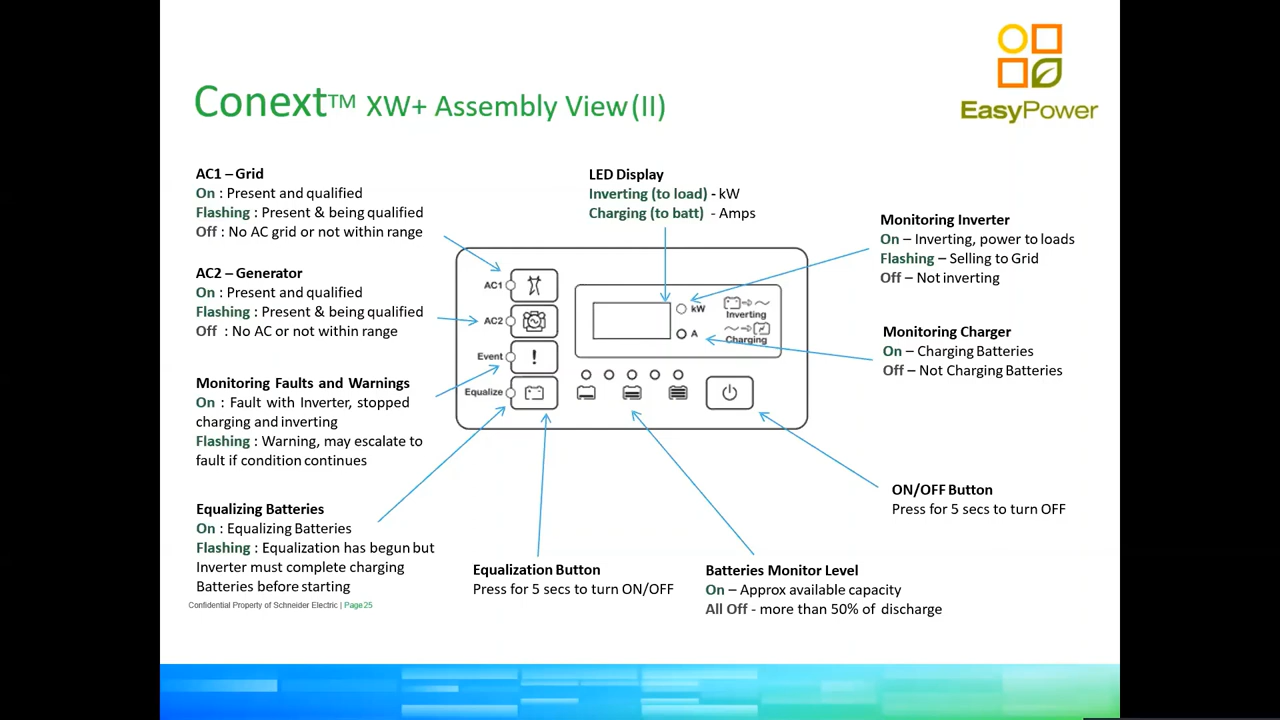 EasyPower
Conext™ XW+ Assembly View (II)
AC1 – Grid
On : Present and qualified
Flashing : Present & being qualified
Off : No AC grid or not within range
AC2 – Generator
On : Present and qualified
Flashing : Present & being qualified
Off : No AC or not within range
Monitoring Faults and Warnings
On : Fault with Inverter, stopped
charging and inverting
Flashing : Warning, may escalate to
fault if condition continues
Equalizing Batteries
On : Equalizing Batteries
Flashing : Equalization has begun but
Inverter must complete charging
Batteries before starting
LED Display
Inverting (to load) - kW
Charging (to batt) - Amps
AC1
AC2
Event
!
Equalize
kW
A
Inverting
Charging
Monitoring Inverter
On – Inverting, power to loads
Flashing – Selling to Grid
Off – Not inverting
Monitoring Charger
On – Charging Batteries
Off – Not Charging Batteries
ON/OFF Button
Press for 5 secs to turn OFF
Equalization Button
Press for 5 secs to turn ON/OFF
Batteries Monitor Level
On – Approx available capacity
All Off - more than 50% of discharge
Confidential Property of Schneider Electric | Page 25